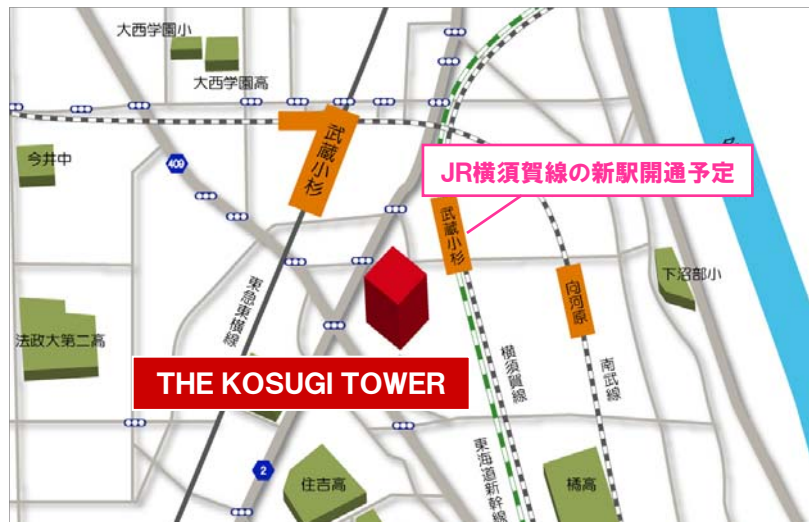 大西学園小
大西学園高
武蔵小杉
今井中
409
JR横須賀線の新駅開通予定
武蔵小杉
下沼部小
向河原
東急東横線
法政大第二高
横須賀線
南武線
THE KOSUGI TOWER
東海道新幹線
2
住吉高
橘高